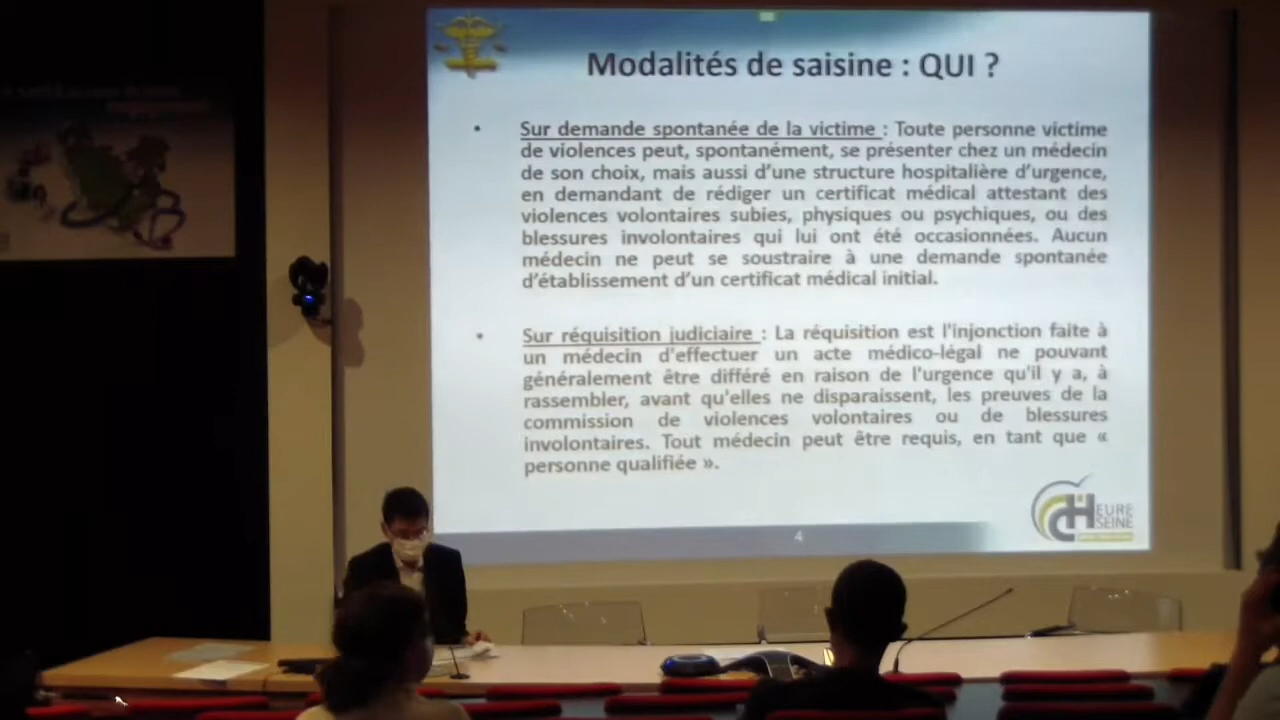 Modalités de saisine : QUI ?
• Sur demande spontanée de la victime : Toute personne victime
de violences peut, spontanément, se présenter chez un médecin
de son choix, mais aussi d'une structure hospitalière d'urgence,
en demandant de rédiger un certificat médical attestant des
violences volontaires subies, physiques ou psychiques, ou des
blessures involontaires qui lui ont été occasionnées. Aucun
médecin ne peut se soustraire à une demande spontanée
d'établissement d'un certificat médical initial.
• Sur réquisition judiciaire : La réquisition est l'injonction faite à
un médecin d'effectuer un acte médico-légal ne pouvant
généralement être différé en raison de l'urgence qu'il y a, à
rassembler, avant qu'elles ne disparaissent, les preuves de la
commission de violences volontaires ou de blessures
involontaires. Tout médecin peut être requis, en tant que «
personne qualifiée ».
CH EURE
SEINE
4